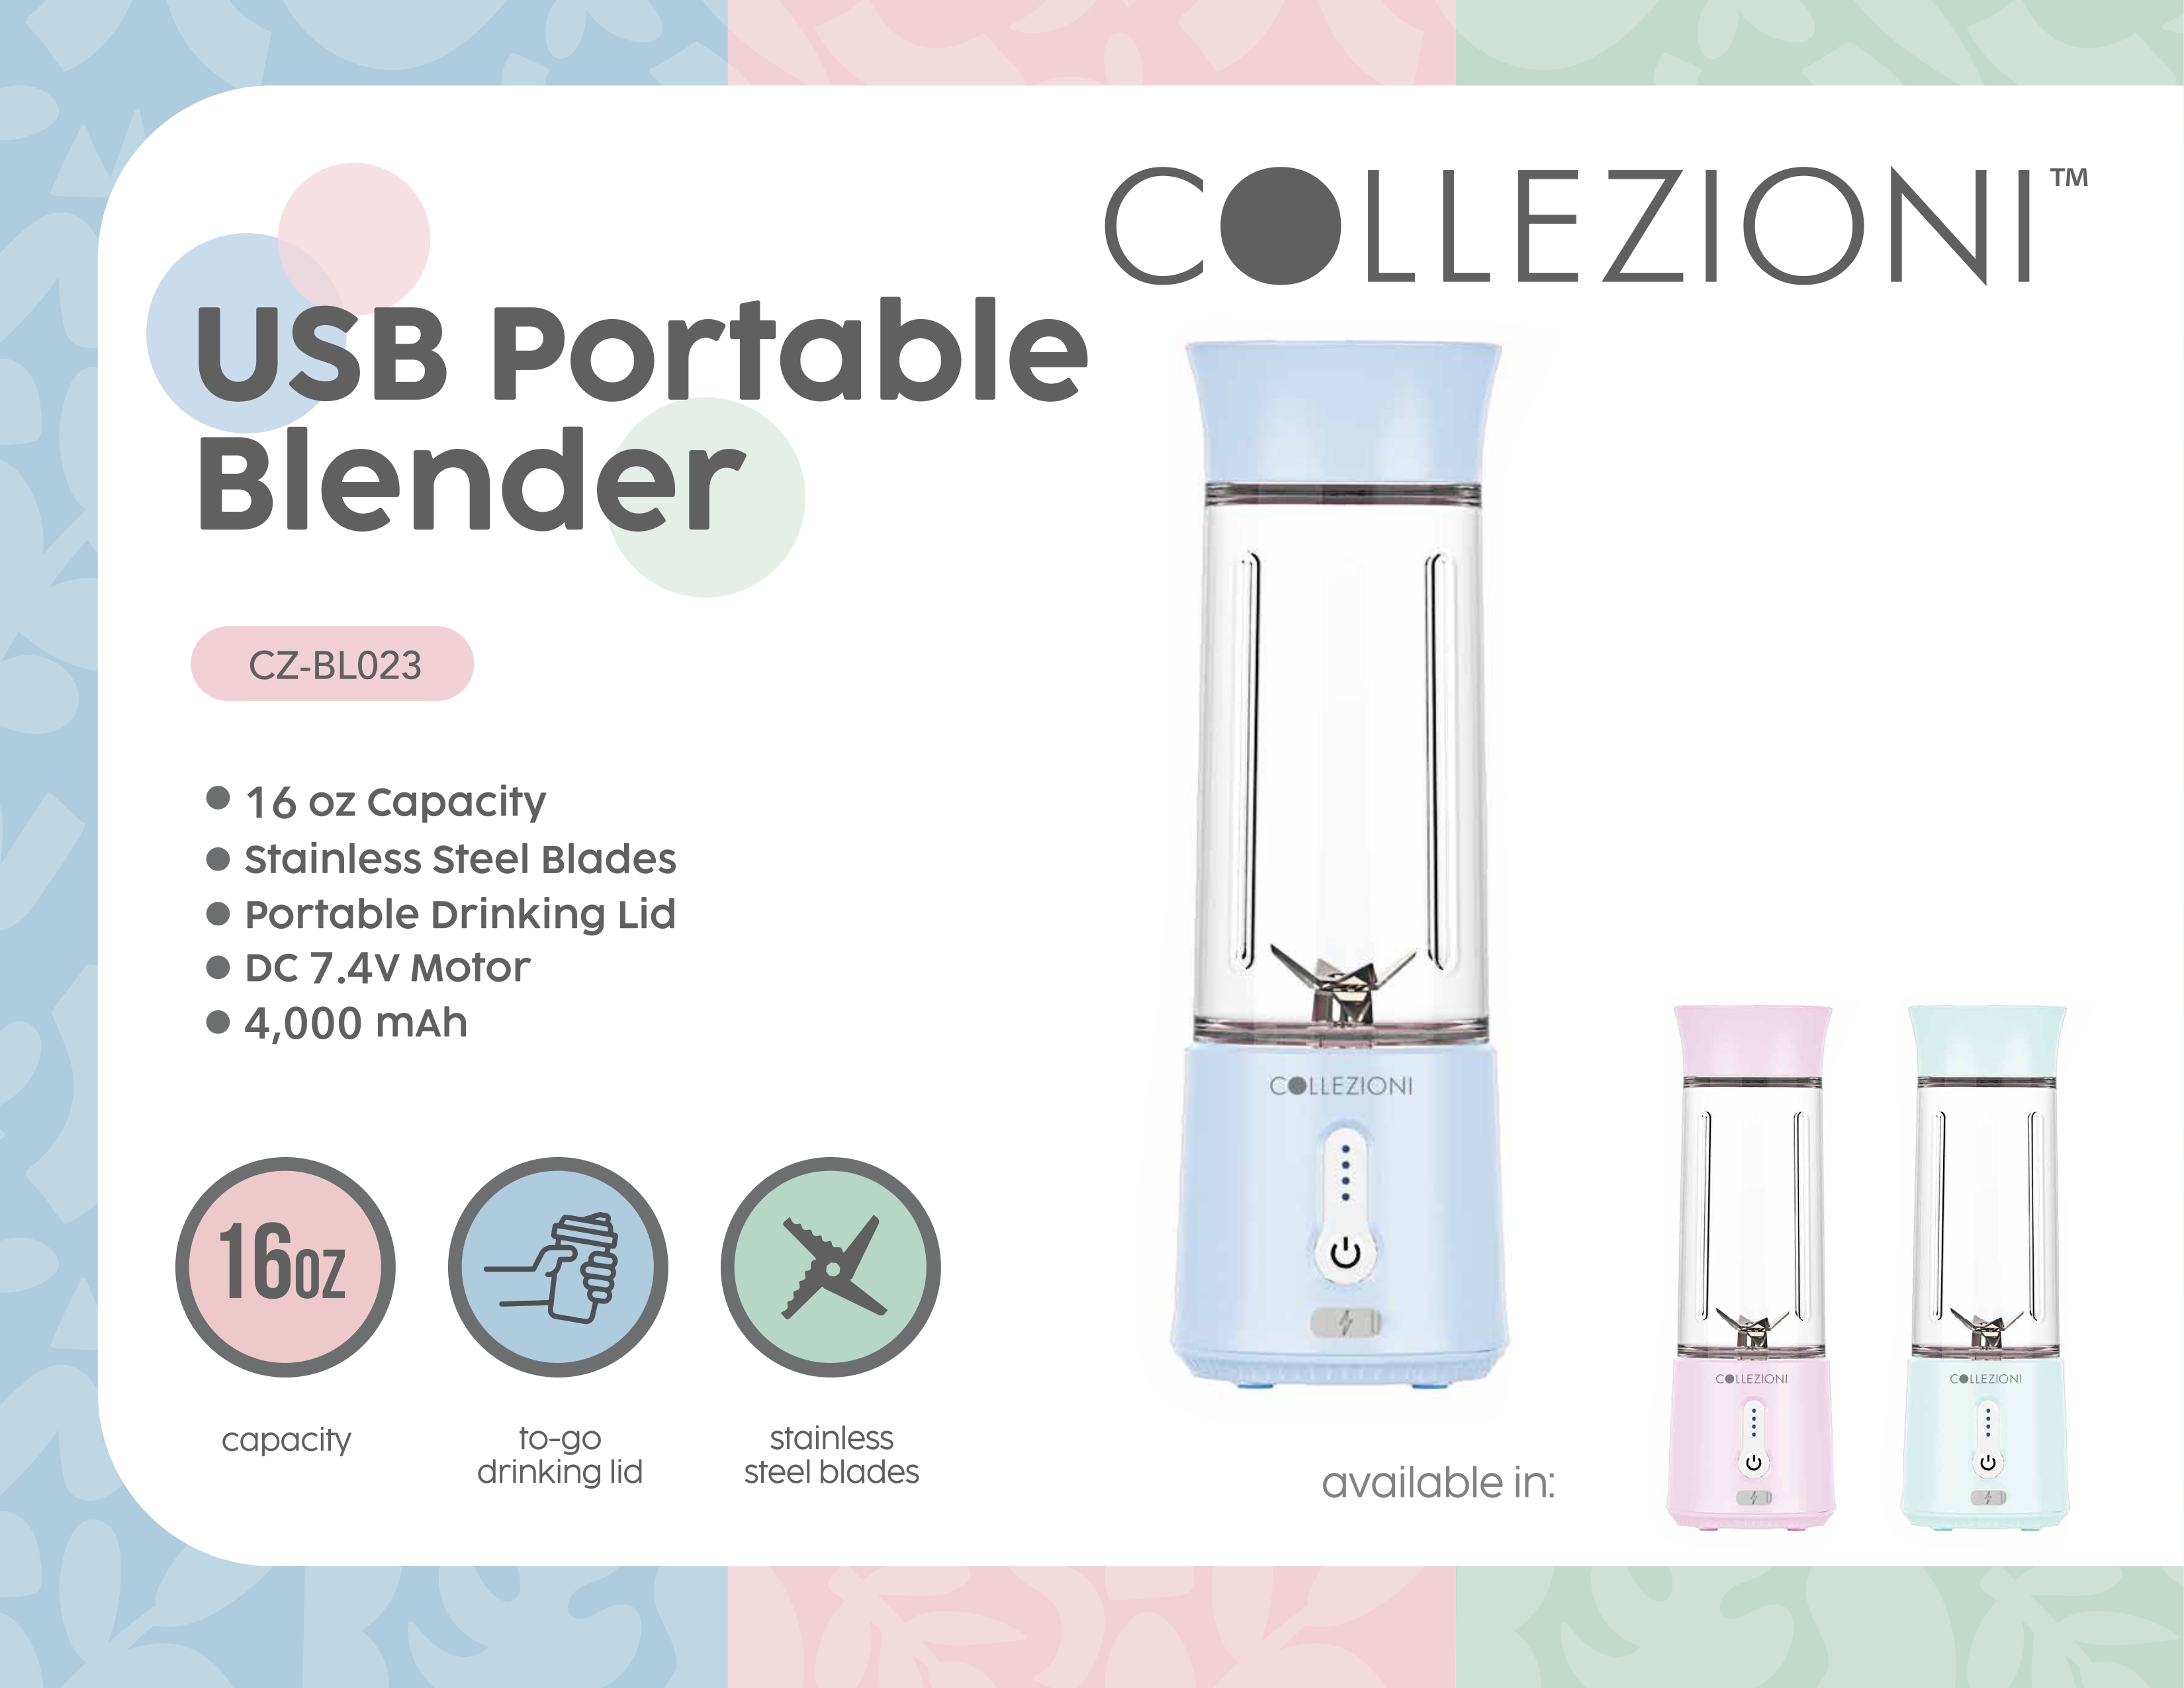 COLLEZIONI™
USB Portable
Blender
CZ-BL023
16 oz Capacity
Stainless Steel Blades
Portable Drinking Lid
DC 7.4V Motor
4,000 mAh
16oz
capacity
to-go
drinking lid
stainless
steel blades
COLLEZIONI
available in:
COLLEZIONI
COLLEZIONI